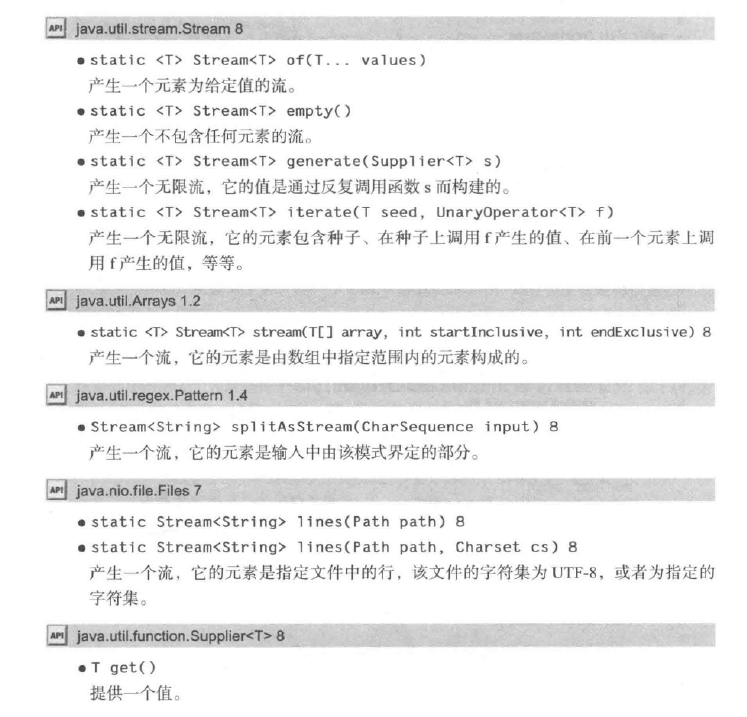 API java.util.stream.Stream 8
● static <T> Stream<T> of(T... values)
产生一个元素为给定值的流。
● static <T> Stream<T> empty()
产生一个不包含任何元素的流。
● static <T> Stream<T> generate(Supplier<T> s)
产生一个无限流，它的值是通过反复调用函数 s 而构建的。
● static <T> Stream<T> iterate(T seed, UnaryOperator<T> f)
产生一个无限流，它的元素包含种子、在种子上调用 f 产生的值、在前一个元素上调
用 f 产生的值，等等。
API java.util.Arrays 1.2
● static <T> Stream<T> stream(T[] array, int startInclusive, int endExclusive) 8
产生一个流，它的元素是由数组中指定范围内的元素构成的。
API java.util.regex.Pattern 1.4
● Stream<String> splitAsStream(CharSequence input) 8
产生一个流，它的元素是输入中由该模式界定的部分。
API java.nio.file.Files 7
● static Stream<String> lines(Path path) 8
● static Stream<String> lines(Path path, Charset cs) 8
产生一个流，它的元素是指定文件中的行，该文件的字符集为 UTF-8，或者为指定的
字符集。
API java.util.function.Supplier<T> 8
● T get()
提供一个值。